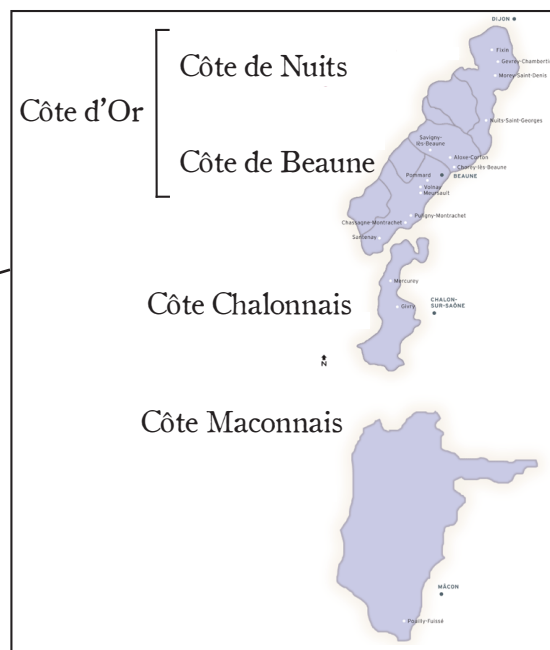 DIJON
Fixin
Gevrey-Chamberti
Côte de Nuits
Morey-Saint-Denis
Côte d'Or
Nuits-Saint-Georges
Savigny-
lès-Beaune
Côte de Beaune
Aloxe-Corton
Chorey-lès-Beaune
Pommard
BEAUNE
Volnay
Meursault
Puligny-Montrachet
Chassagne-Montrachet
Santenay
Mercurey
Côte Chalonnais
CHALON-
SUR-SAÔNE
Givry
N
Côte Maconnais
MÂCON
Pouilly-Fuissé